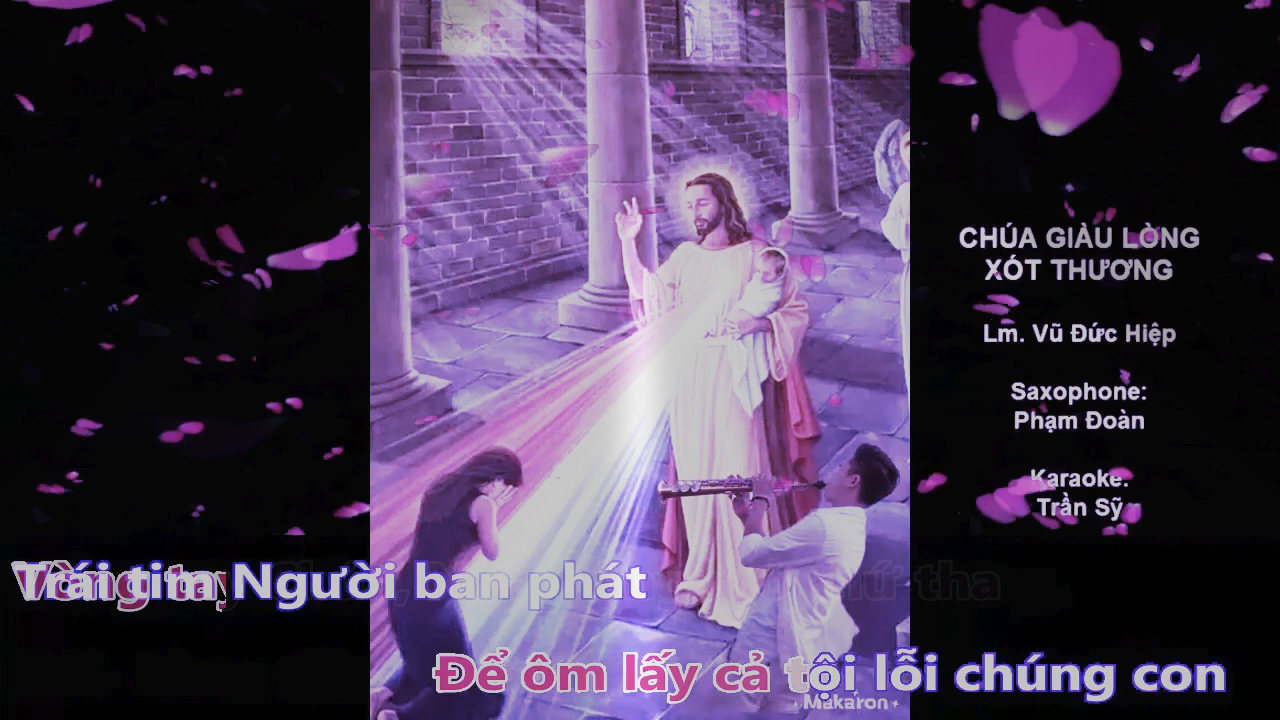 CHÚA GIÀU LÒNG
XÓT THƯƠNG
Lm. Vũ Đức Hiệp
Saxophone:
Phạm Đoàn
Karaoke:
Trần Sỹ
Trái tim Người ban phát
tha
Để ôm lấy cả tội lỗi chúng con
Makaron